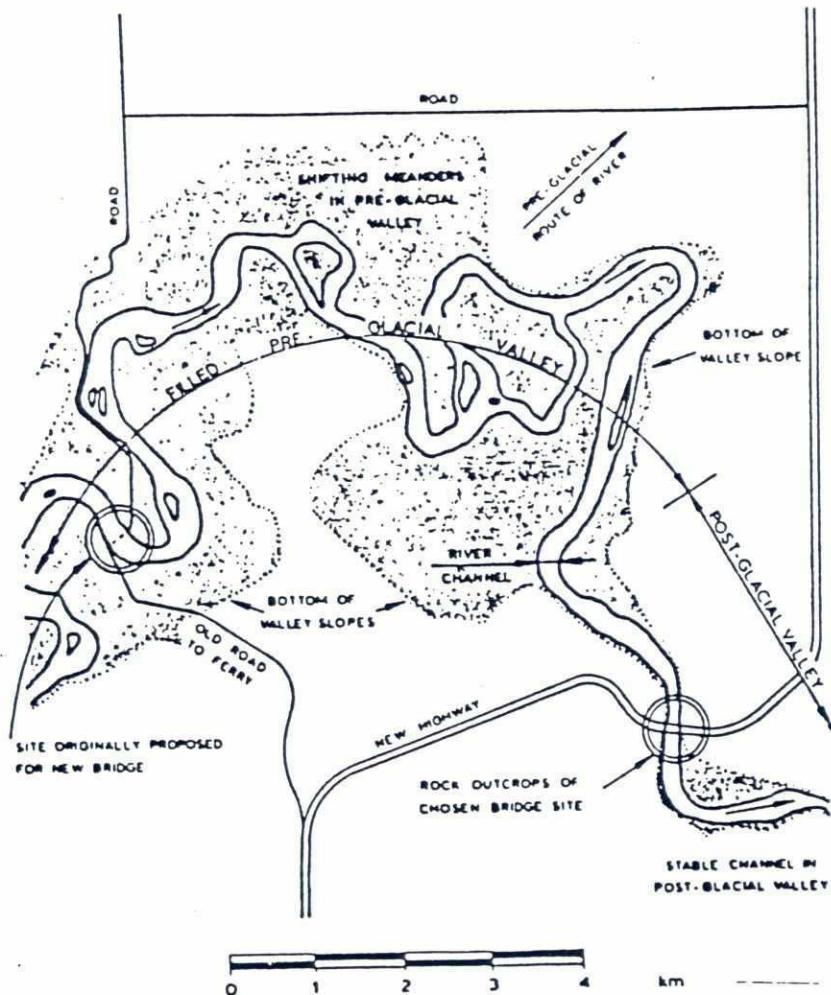 ROAD
ROAD
SHIFTING MEANDERS
IN PRE-GLACIAL
VALLEY
PRE-GLACIAL
ROUTE OF RIVER
FILLED PRE GLACIAL VALLEY
BOTTOM OF
VALLEY SLOPE
RIVER
CHANNEL
POST-GLACIAL VALLEY
BOTTOM OF
VALLEY SLOPES
OLD ROAD
TO FERRY
SITE ORIGINALLY PROPOSED
FOR NEW BRIDGE
NEW HIGHWAY
ROCK OUTCROPS OF
CHOSEN BRIDGE SITE
STABLE CHANNEL IN
POST-GLACIAL VALLEY
0 1 2 3 4 km